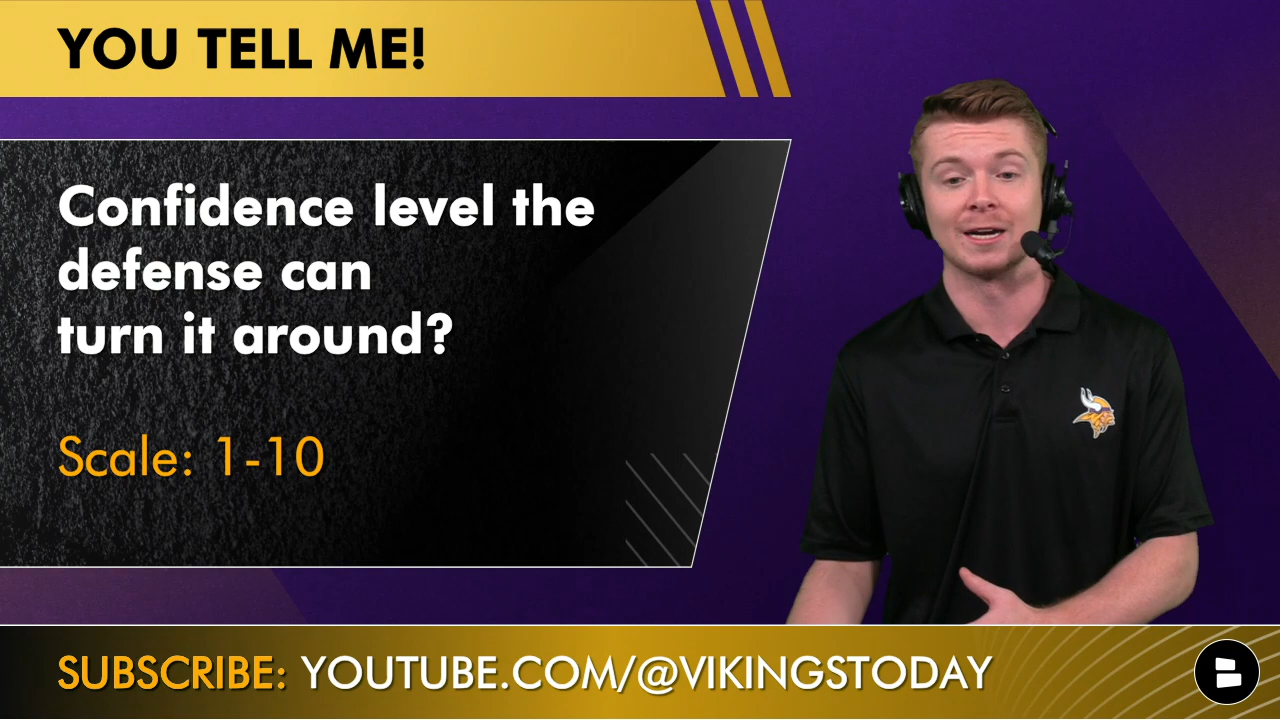 YOU TELL ME!
Confidence level the
defense can
turn it around?
Scale: 1-10
SUBSCRIBE: YOUTUBE.COM/@VIKINGSTODAY